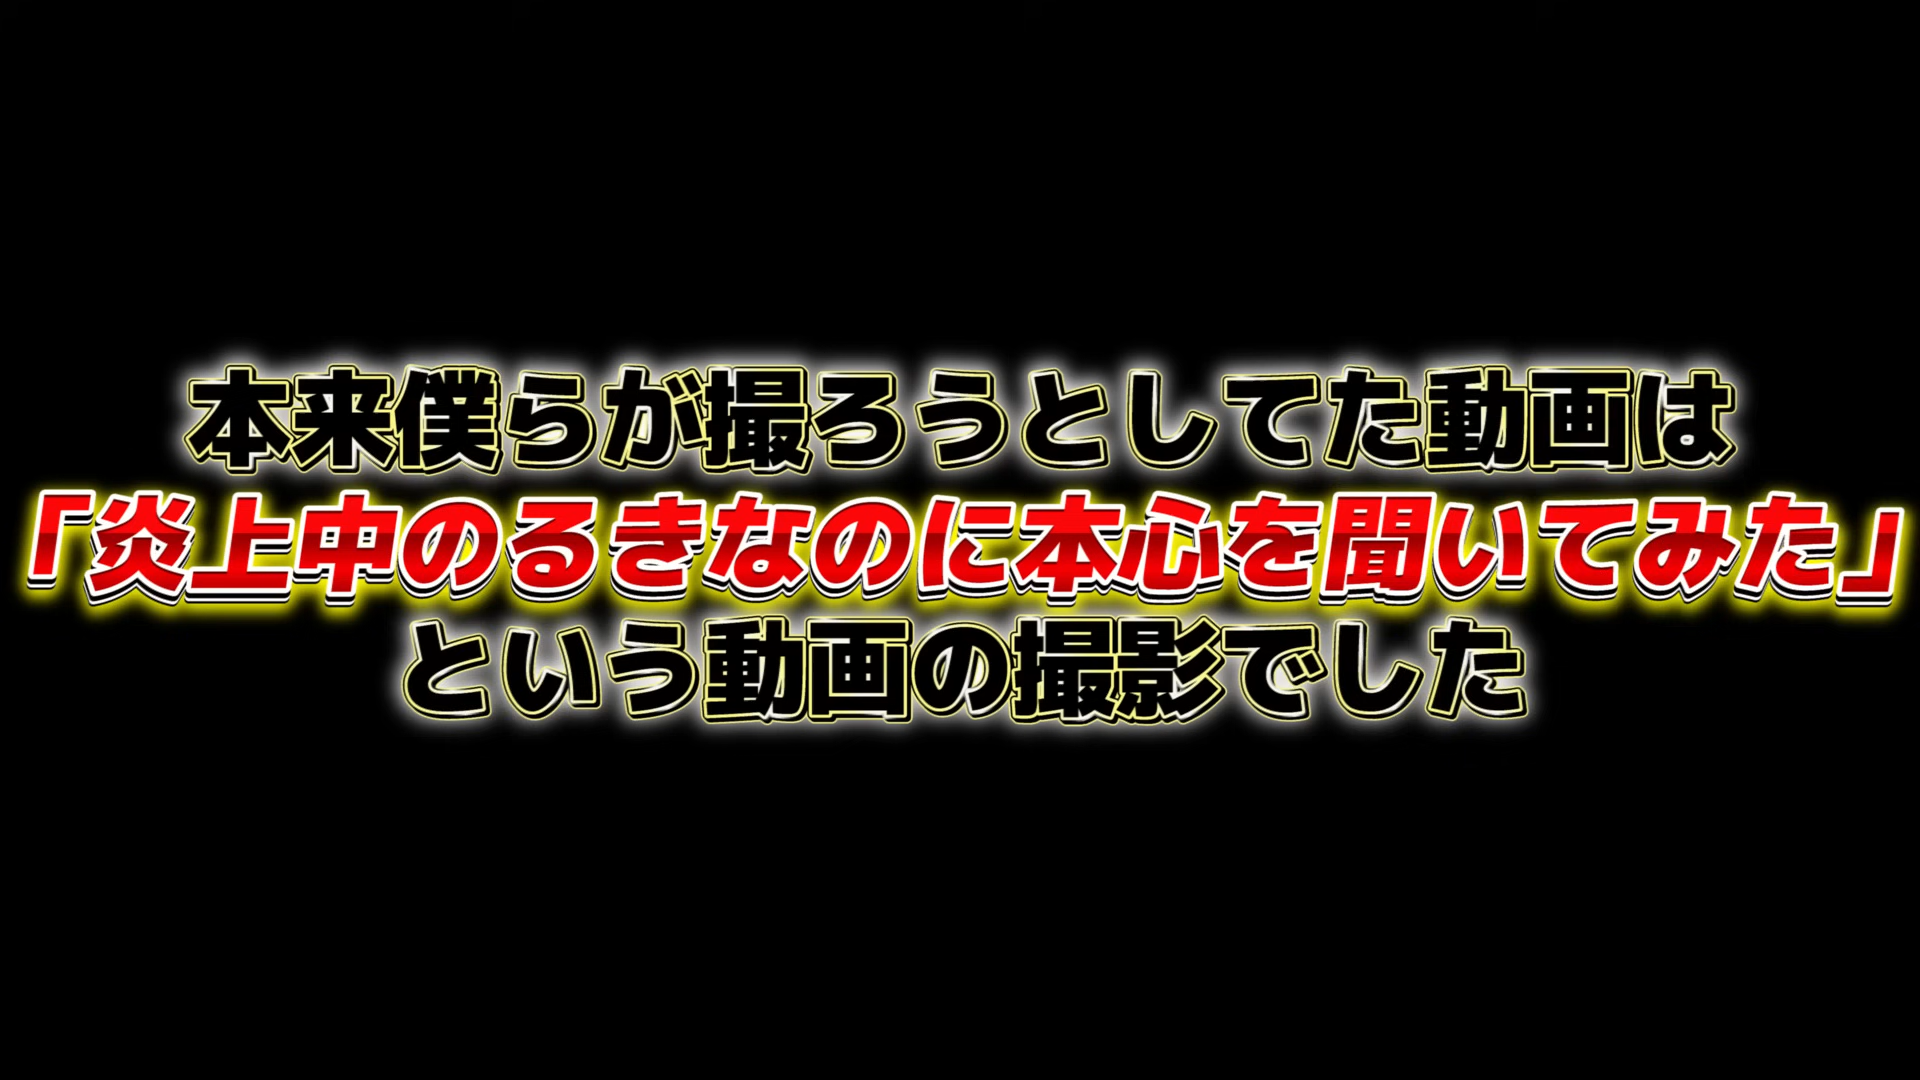 本来僕らが撮ろうとしてた動画は
「炎上中のるきなのに本心を聞いてみた」
という動画の撮影でした